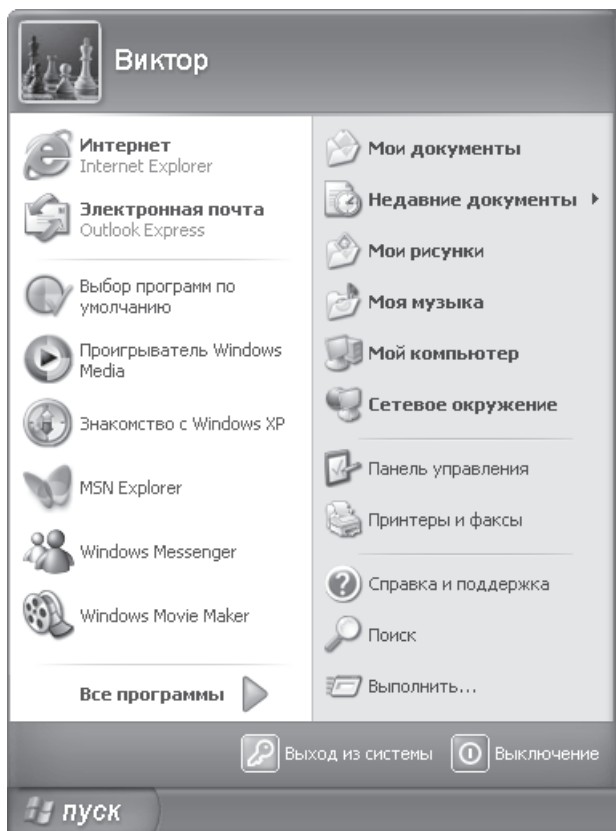 Виктор
Интернет
Internet Explorer
Электронная почта
Outlook Express
Выбор программ по
умолчанию
Проигрыватель Windows
Media
Знакомство с Windows XP
MSN Explorer
Windows Messenger
Windows Movie Maker
Все программы
Мои документы
Недавние документы
Мои рисунки
Моя музыка
Мой компьютер
Сетевое окружение
Панель управления
Принтеры и факсы
Справка и поддержка
Поиск
Выполнить...
Выход из системы
Выключение
пуск